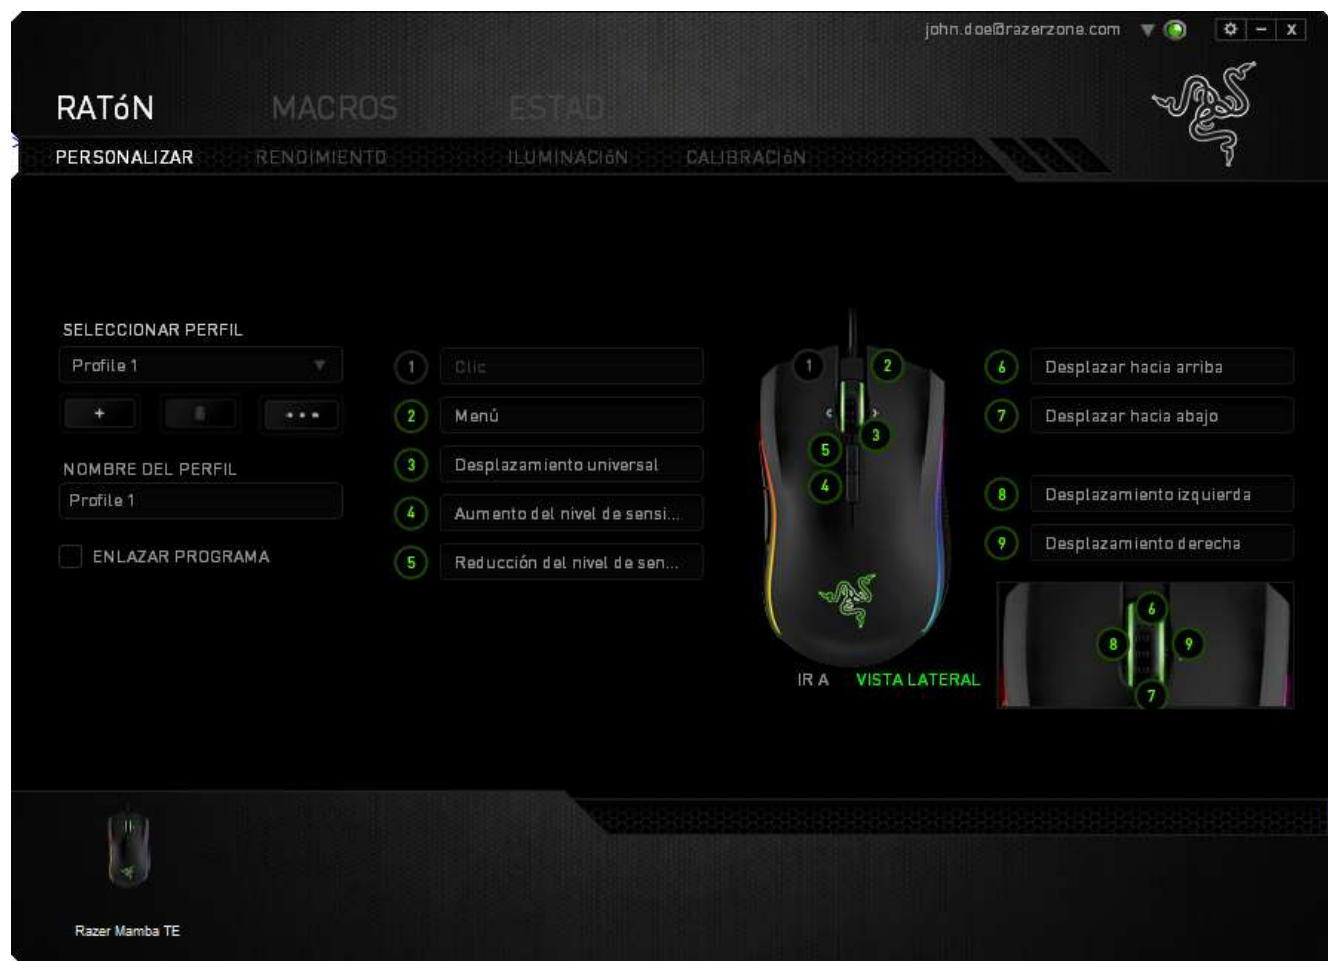 john.doe@razerzone.com
RATóN MACROS ESTAD
PERSONALIZAR RENDIMIENTO ILUMINACIóN CALIBRACIóN
SELECCIONAR PERFIL
Profile 1
NOMBRE DEL PERFIL
Profile 1
ENLAZAR PROGRAMA
1 Clic
2 Menú
3 Desplazamiento universal
4 Aumento del nivel de sensi...
5 Reducción del nivel de sen...
1 2
3
5
4
IR A VISTA LATERAL
6 Desplazar hacia arriba
7 Desplazar hacia abajo
8 Desplazamiento izquierda
9 Desplazamiento derecha
6
8 9
7
Razer Mamba TE